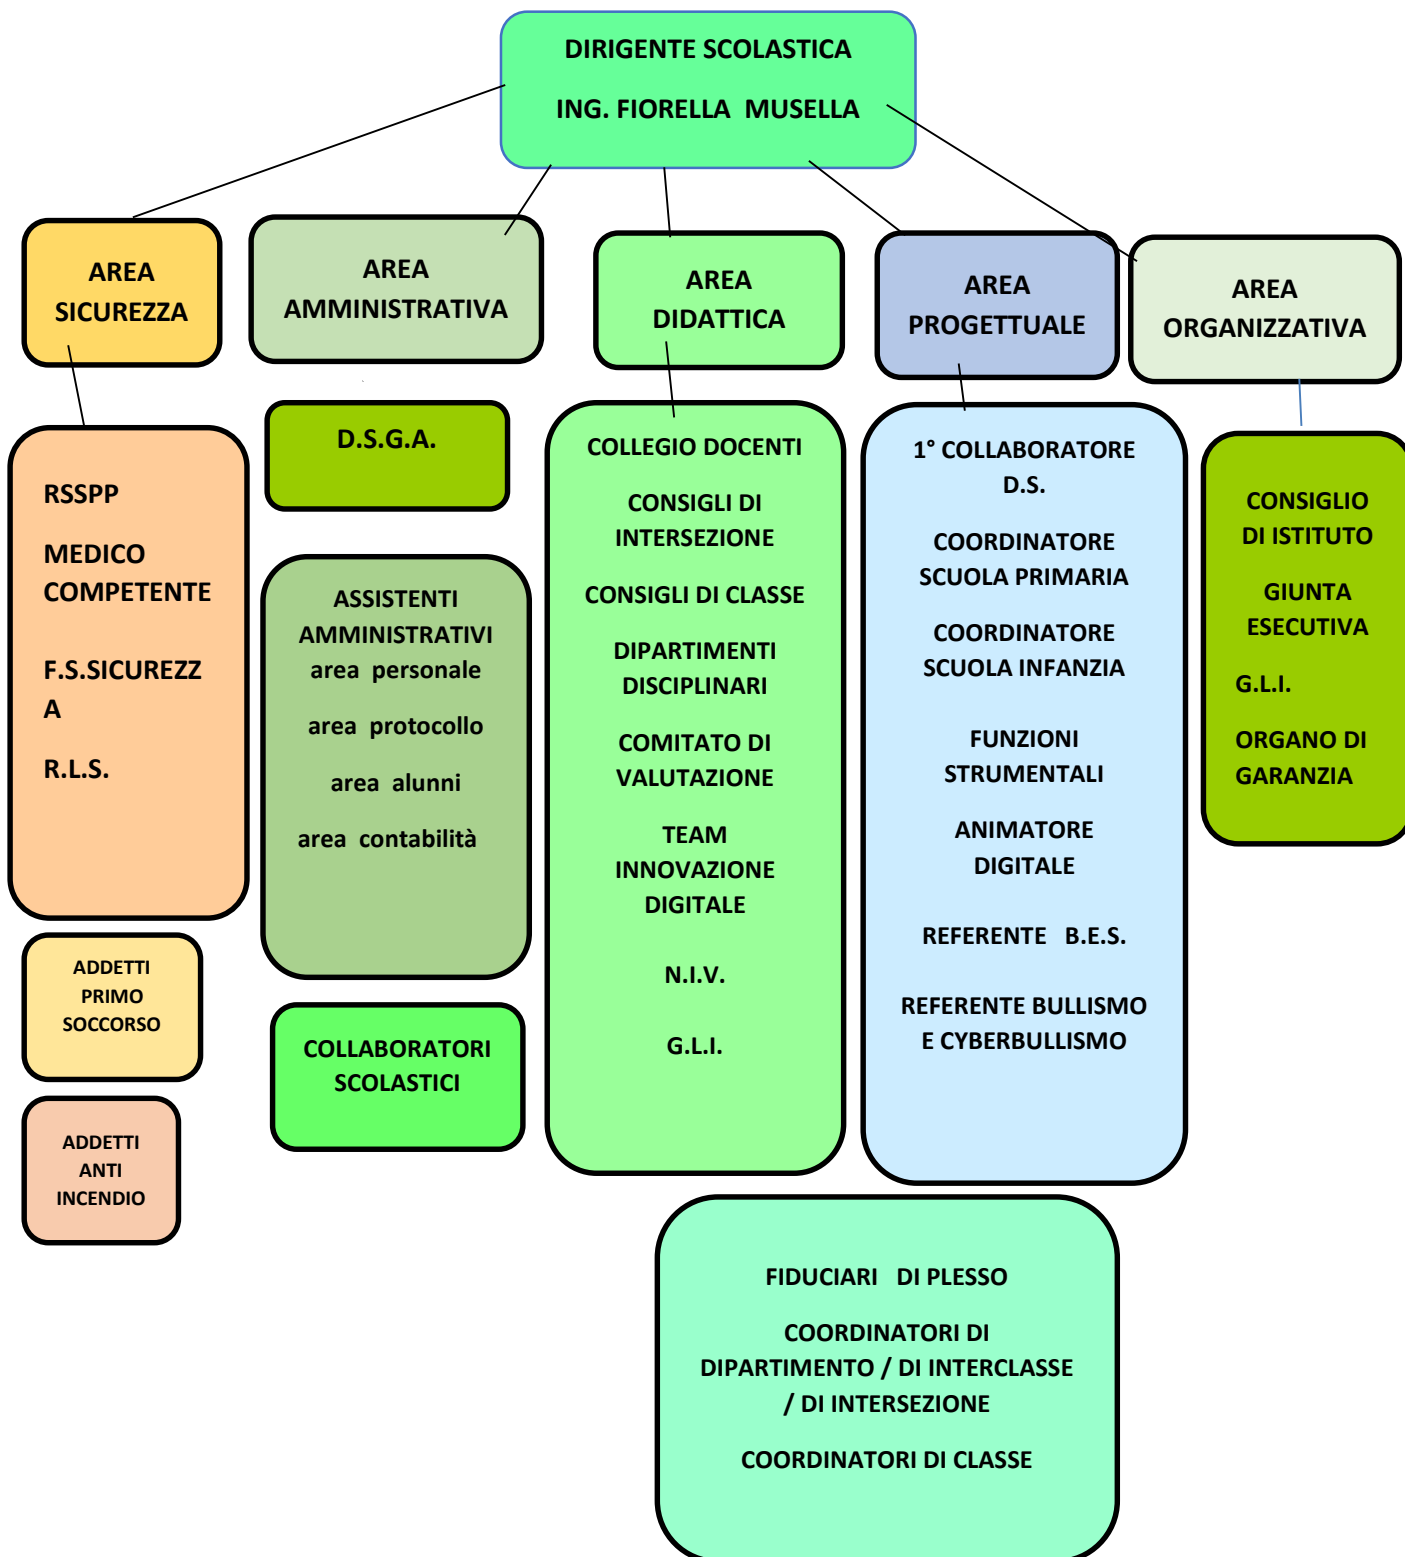 DIRIGENTE SCOLASTICA
ING. FIORELLA MUSELLA
AREA
SICUREZZA
AREA
AMMINISTRATIVA
AREA
DIDATTICA
AREA
PROGETTUALE
AREA
ORGANIZZATIVA
RSSPP
MEDICO
COMPETENTE
F.S.SICUREZZ
A
R.L.S.
ADDETTI
PRIMO
SOCCORSO
ADDETTI
ANTI
INCENDIO
D.S.G.A.
ASSISTENTI
AMMINISTRATIVI
area personale
area protocollo
area alunni
area contabilità
COLLABORATORI
SCOLASTICI
COLLEGIO DOCENTI
CONSIGLI DI
INTERSEZIONE
CONSIGLI DI CLASSE
DIPARTIMENTI
DISCIPLINARI
COMITATO DI
VALUTAZIONE
TEAM
INNOVAZIONE
DIGITALE
N.I.V.
G.L.I.
1° COLLABORATORE
D.S.
COORDINATORE
SCUOLA PRIMARIA
COORDINATORE
SCUOLA INFANZIA
FUNZIONI
STRUMENTALI
ANIMATORE
DIGITALE
REFERENTE B.E.S.
REFERENTE BULLISMO
E CYBERBULLISMO
CONSIGLIO
DI ISTITUTO
GIUNTA
ESECUTIVA
G.L.I.
ORGANO DI
GARANZIA
FIDUCIARI DI PLESSO
COORDINATORI DI
DIPARTIMENTO / DI INTERCLASSE
/ DI INTERSEZIONE
COORDINATORI DI CLASSE